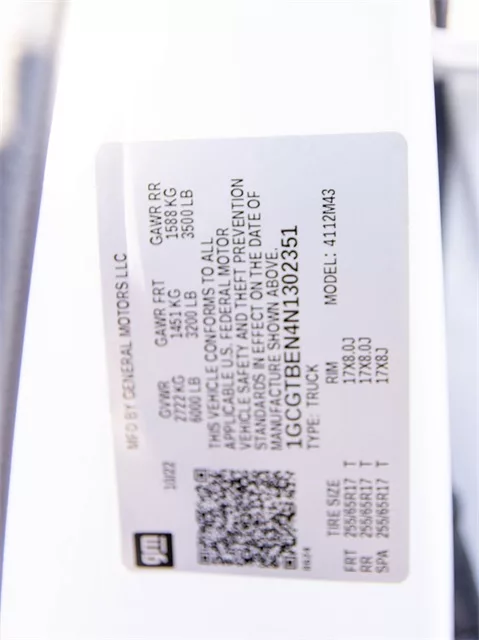 gm
10/22
MFD BY GENERAL MOTORS LLC
GVWR
2722 KG
6000 LB
GAWR FRT
1451 KG
3200 LB
GAWR RR
1588 KG
3500 LB
THIS VEHICLE CONFORMS TO ALL
APPLICABLE U.S. FEDERAL MOTOR
VEHICLE SAFETY AND THEFT PREVENTION
STANDARDS IN EFFECT ON THE DATE OF
MANUFACTURE SHOWN ABOVE.
1GCGTBEN4N1302351
TYPE: TRUCK
MODEL: 4112M43
TIRE SIZE RIM
FRT 255/65R17 T 17X8.0J
RR 255/65R17 T 17X8.0J
SPA 255/65R17 T 17X8J